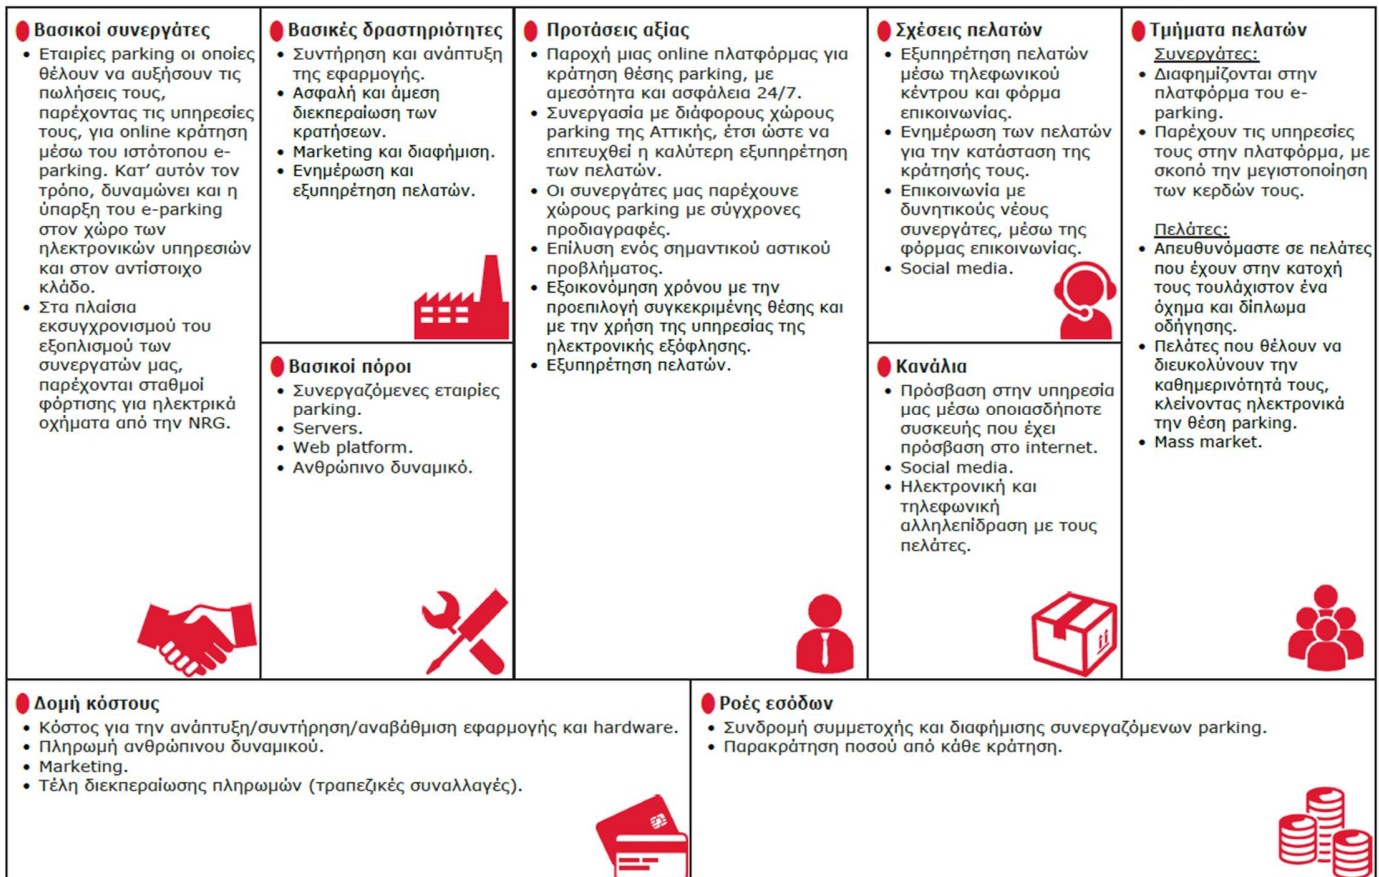 Βασικοί συνεργάτες
• Εταιρίες parking οι οποίες
θέλουν να αυξήσουν τις
πωλήσεις τους,
παρέχοντας τις υπηρεσίες
τους, για online κράτηση
μέσω του ιστότοπου e-
parking. Κατ’ αυτόν τον
τρόπο, δυναμώνει και η
ύπαρξη του e-parking
στον χώρο των
ηλεκτρονικών υπηρεσιών
και στον αντίστοιχο
κλάδο.
• Στα πλαίσια
εκσυγχρονισμού του
εξοπλισμού των
συνεργατών μας,
παρέχονται σταθμοί
φόρτισης για ηλεκτρικά
οχήματα από την NRG.
Βασικές δραστηριότητες
• Συντήρηση και ανάπτυξη
της εφαρμογής.
• Ασφαλή και άμεση
διεκπεραίωση των
κρατήσεων.
• Marketing και διαφήμιση.
• Ενημέρωση και
εξυπηρέτηση πελατών.
Βασικοί πόροι
• Συνεργαζόμενες εταιρίες
parking.
• Servers.
• Web platform.
• Ανθρώπινο δυναμικό.
Προτάσεις αξίας
• Παροχή μιας online πλατφόρμας για
κράτηση θέσης parking, με
αμεσότητα και ασφάλεια 24/7.
• Συνεργασία με διάφορους χώρους
parking της Αττικής, έτσι ώστε να
επιτευχθεί η καλύτερη εξυπηρέτηση
των πελατών.
• Οι συνεργάτες μας παρέχουνε
χώρους parking με σύγχρονες
προδιαγραφές.
• Επίλυση ενός σημαντικού αστικού
προβλήματος.
• Εξοικονόμηση χρόνου με την
προεπιλογή συγκεκριμένης θέσης και
με την χρήση της υπηρεσίας της
ηλεκτρονικής εξόφλησης.
• Εξυπηρέτηση πελατών.
Σχέσεις πελατών
• Εξυπηρέτηση πελατών
μέσω τηλεφωνικού
κέντρου και φόρμα
επικοινωνίας.
• Ενημέρωση των πελατών
για την κατάσταση της
κράτησής τους.
• Επικοινωνία με
δυνητικούς νέους
συνεργάτες, μέσω της
φόρμας επικοινωνίας.
• Social media.
Κανάλια
• Πρόσβαση στην υπηρεσία
μας μέσω οποιασδήποτε
συσκευής που έχει
πρόσβαση στο internet.
• Social media.
• Ηλεκτρονική και
τηλεφωνική
αλληλεπίδραση με τους
πελάτες.
Τμήματα πελατών
Συνεργάτες:
• Διαφημίζονται στην
πλατφόρμα του e-
parking.
• Παρέχουν τις υπηρεσίες
τους στην πλατφόρμα, με
σκοπό την μεγιστοποίηση
των κερδών τους.
Πελάτες:
• Απευθυνόμαστε σε πελάτες
που έχουν στην κατοχή
τους τουλάχιστον ένα
όχημα και δίπλωμα
οδήγησης.
• Πελάτες που θέλουν να
διευκολύνουν την
καθημερινότητά τους,
κλείνοντας ηλεκτρονικά
την θέση parking.
• Mass market.
Δομή κόστους
• Κόστος για την ανάπτυξη/συντήρηση/αναβάθμιση εφαρμογής και hardware.
• Πληρωμή ανθρώπινου δυναμικού.
• Marketing.
• Τέλη διεκπεραίωσης πληρωμών (τραπεζικές συναλλαγές).
Ροές εσόδων
• Συνδρομή συμμετοχής και διαφήμισης συνεργαζόμενων parking.
• Παρακράτηση ποσού από κάθε κράτηση.